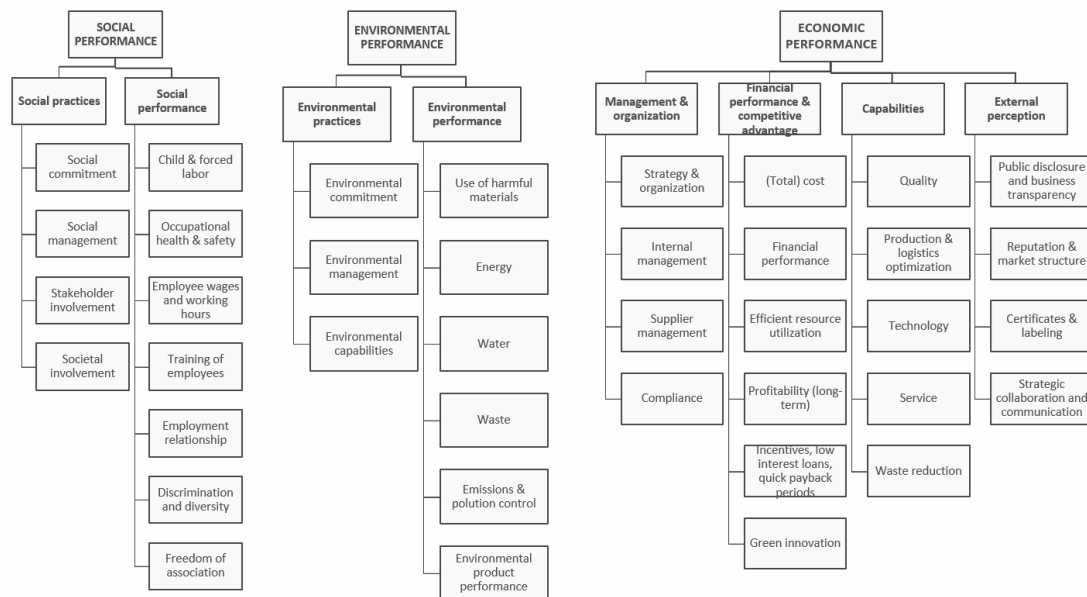 SOCIAL
PERFORMANCE
Social practices
Social
performance
Social
commitment
Social
management
Stakeholder
involvement
Societal
involvement
Child & forced
labor
Occupational
health & safety
Employee wages
and working
hours
Training of
employees
Employment
relationship
Discrimination
and diversity
Freedom of
association
ENVIRONMENTAL
PERFORMANCE
Environmental
practices
Environmental
performance
Environmental
commitment
Environmental
management
Environmental
capabilities
Use of harmful
materials
Energy
Water
Waste
Emissions &
polution control
Environmental
product
performance
ECONOMIC
PERFORMANCE
Management &
organization
Financial
performance &
competitive
advantage
Capabilities
External
perception
Strategy &
organization
Internal
management
Supplier
management
Compliance
(Total) cost
Financial
performance
Efficient resource
utilization
Profitability (long-
term)
Incentives, low
interest loans,
quick payback
periods
Green innovation
Quality
Production &
logistics
optimization
Technology
Service
Waste reduction
Public disclosure
and business
transparency
Reputation &
market structure
Certificates &
labeling
Strategic
collaboration and
communication